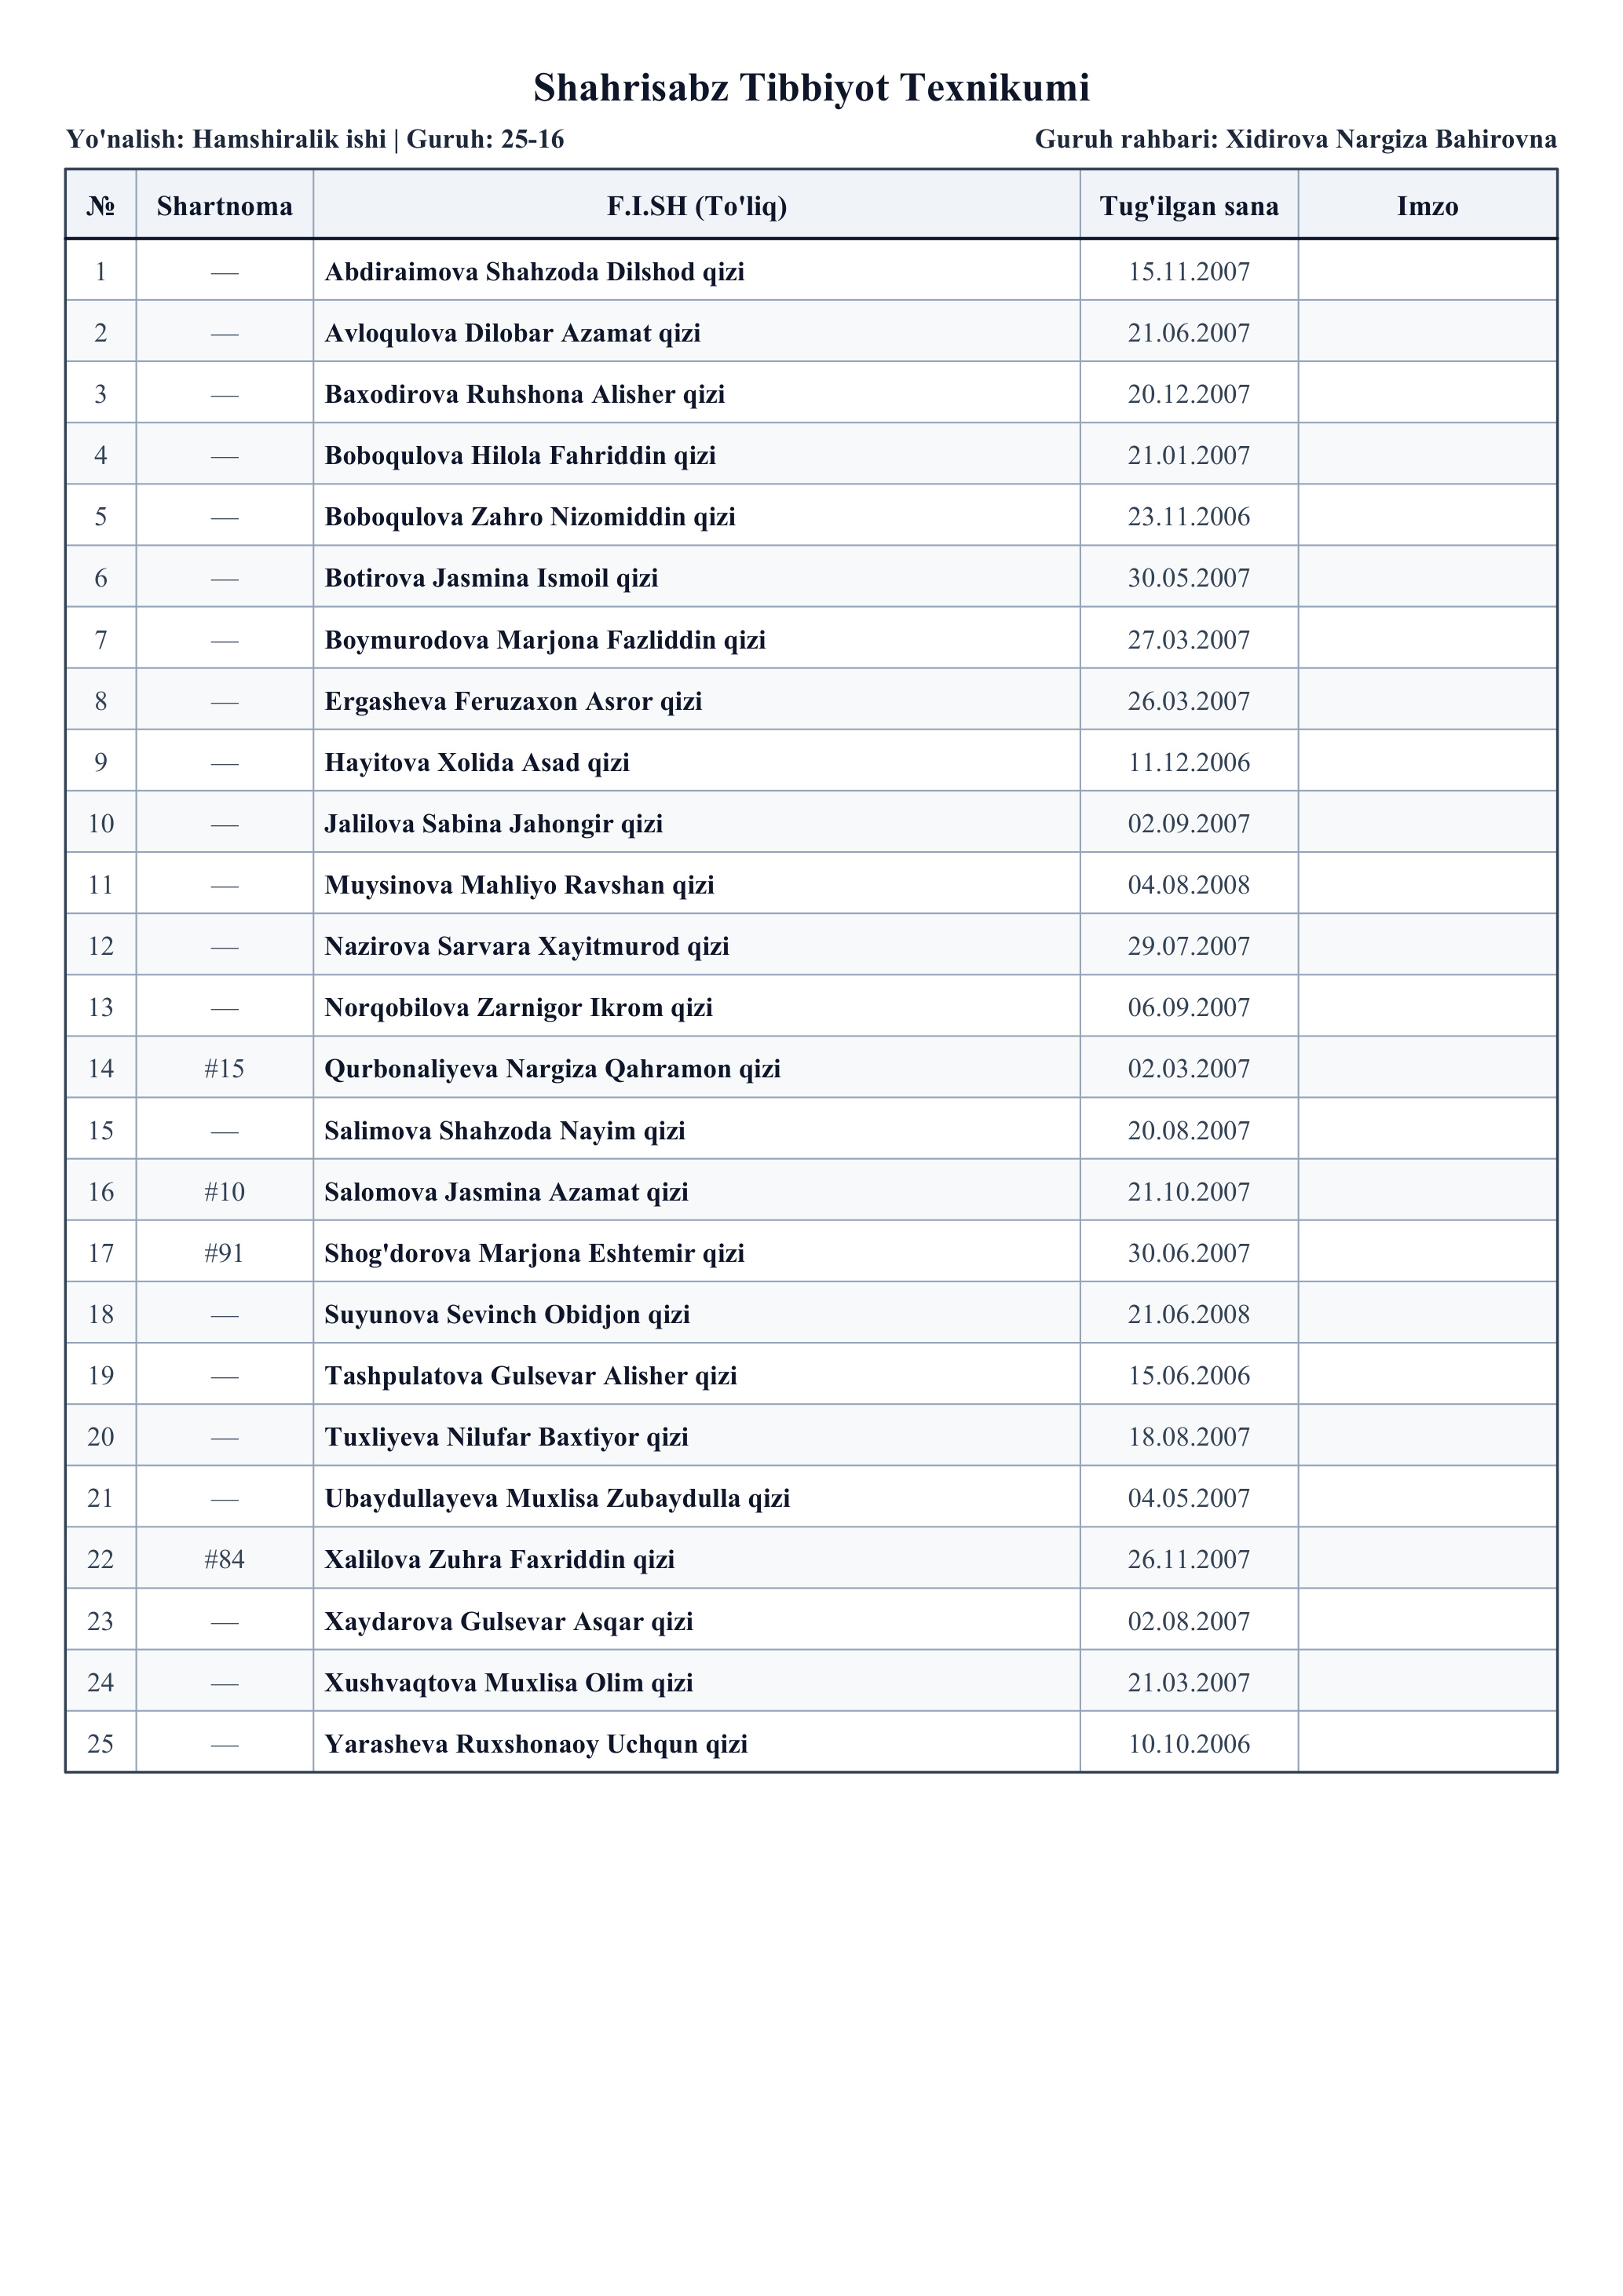 Shahrisabz Tibbiyot Texnikumi
Yo'nalish: Hamshiralik ishi | Guruh: 25-16 Guruh rahbari: Xidirova Nargiza Bahirovna
№ Shartnoma F.I.SH (To'liq) Tug'ilgan sana Imzo
1 — Abdiraimova Shahzoda Dilshod qizi 15.11.2007
2 — Avloqulova Dilobar Azamat qizi 21.06.2007
3 — Baxodirova Ruhshona Alisher qizi 20.12.2007
4 — Boboqulova Hilola Fahriddin qizi 21.01.2007
5 — Boboqulova Zahro Nizomiddin qizi 23.11.2006
6 — Botirova Jasmina Ismoil qizi 30.05.2007
7 — Boymurodova Marjona Fazliddin qizi 27.03.2007
8 — Ergasheva Feruzaxon Asror qizi 26.03.2007
9 — Hayitova Xolida Asad qizi 11.12.2006
10 — Jalilova Sabina Jahongir qizi 02.09.2007
11 — Muysinova Mahliyo Ravshan qizi 04.08.2008
12 — Nazirova Sarvara Xayitmurod qizi 29.07.2007
13 — Norqobilova Zarnigor Ikrom qizi 06.09.2007
14 #15 Qurbonaliyeva Nargiza Qahramon qizi 02.03.2007
15 — Salimova Shahzoda Nayim qizi 20.08.2007
16 #10 Salomova Jasmina Azamat qizi 21.10.2007
17 #91 Shog'dorova Marjona Eshtemir qizi 30.06.2007
18 — Suyunova Sevinch Obidjon qizi 21.06.2008
19 — Tashpulatova Gulsevar Alisher qizi 15.06.2006
20 — Tuxliyeva Nilufar Baxtiyor qizi 18.08.2007
21 — Ubaydullayeva Muxlisa Zubaydulla qizi 04.05.2007
22 #84 Xalilova Zuhra Faxriddin qizi 26.11.2007
23 — Xaydarova Gulsevar Asqar qizi 02.08.2007
24 — Xushvaqtova Muxlisa Olim qizi 21.03.2007
25 — Yarasheva Ruxshonaoy Uchqun qizi 10.10.2006